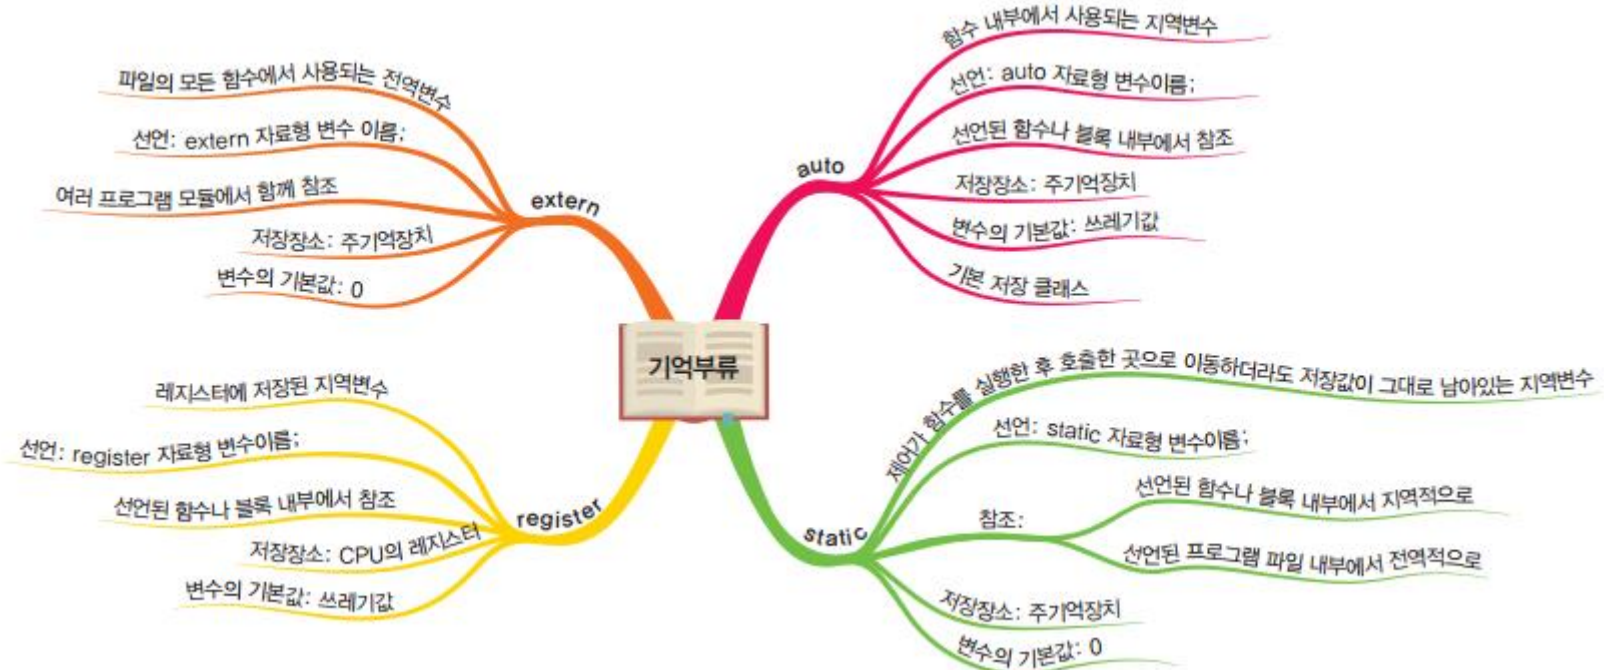 기억부류
auto
함수 내부에서 사용되는 지역변수
선언: auto 자료형 변수이름;
선언된 함수나 블록 내부에서 참조
저장장소: 주기억장치
변수의 기본값: 쓰레기값
기본 저장 클래스
static
제어가 함수를 실행한 후 호출한 곳으로 이동하더라도 저장값이 그대로 남아있는 지역변수
선언: static 자료형 변수이름;
참조:
선언된 함수나 블록 내부에서 지역적으로
선언된 프로그램 파일 내부에서 전역적으로
저장장소: 주기억장치
변수의 기본값: 0
extern
파일의 모든 함수에서 사용되는 전역변수
선언: extern 자료형 변수 이름;
여러 프로그램 모듈에서 함께 참조
저장장소: 주기억장치
변수의 기본값: 0
register
레지스터에 저장된 지역변수
선언: register 자료형 변수이름;
선언된 함수나 블록 내부에서 참조
저장장소: CPU의 레지스터
변수의 기본값: 쓰레기값